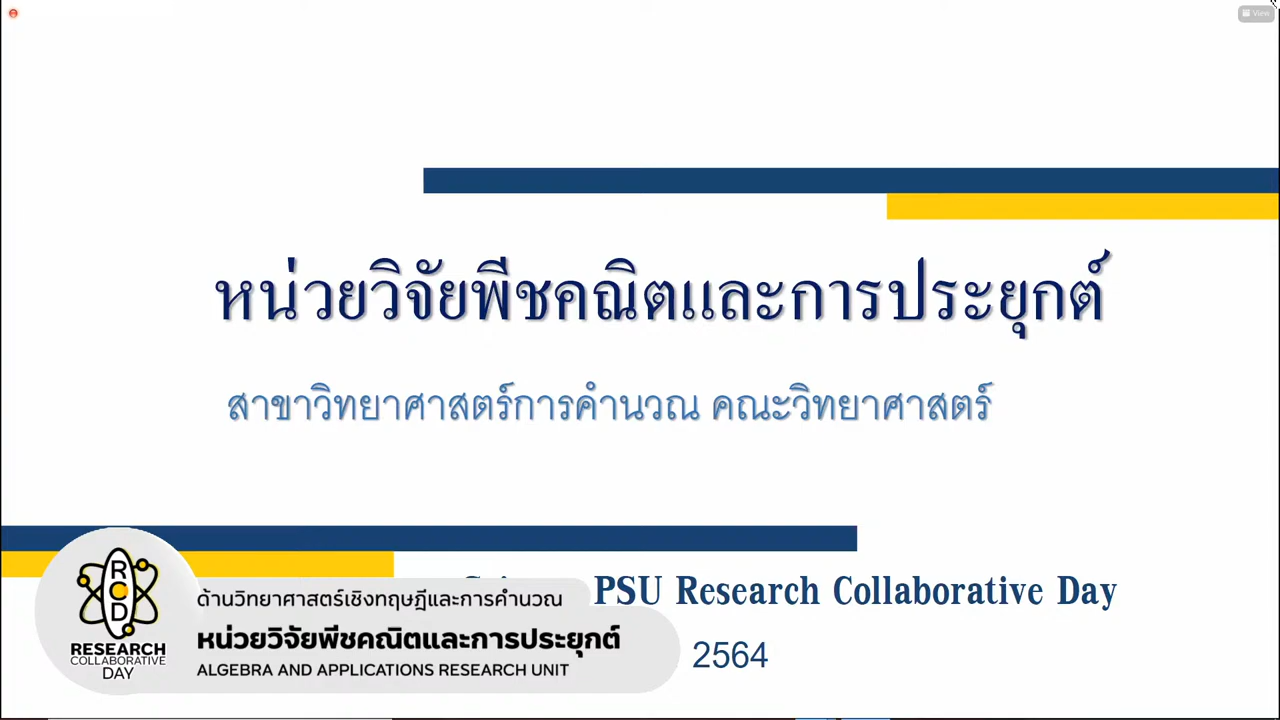 View
หน่วยวิจัยพีชคณิตและการประยุกต์
สาขาวิทยาศาสตร์การคำนวณ คณะวิทยาศาสตร์
PSU Research Collaborative Day
2564
RCD
RESEARCH
COLLABORATIVE
DAY
ด้านวิทยาศาสตร์เชิงทฤษฎีและการคำนวณ
หน่วยวิจัยพีชคณิตและการประยุกต์
ALGEBRA AND APPLICATIONS RESEARCH UNIT